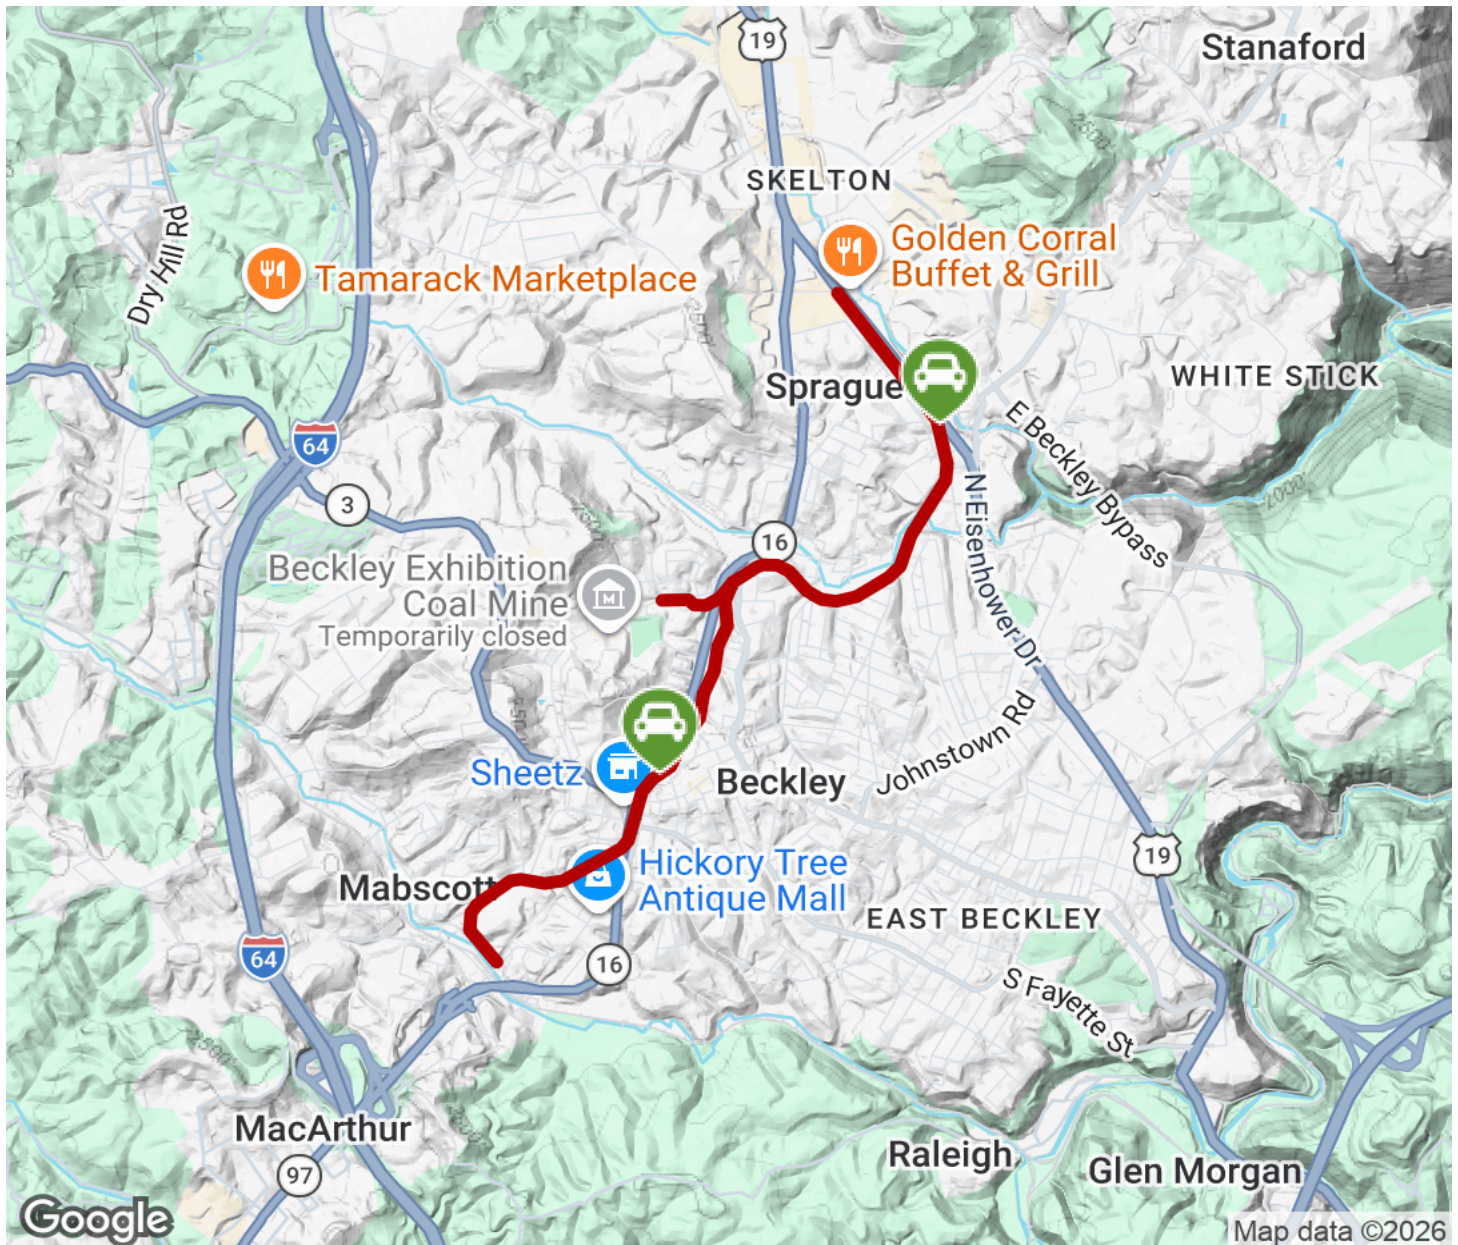 19
Stanaford
SKELTON
Golden Corral
Buffet & Grill
Dry Hill Rd
Tamarack Marketplace
Sprague
WHITE STICK
E Beckley Bypass
64
3
N Eisenhower Dr
2000
16
Beckley Exhibition
Coal Mine
Temporarily closed
Johnstown Rd
Sheetz
Beckley
19
Hickory Tree
Antique Mall
Mabscott
EAST BECKLEY
64
16
S Fayette St
MacArthur
Raleigh
Glen Morgan
97
Google
Map data ©2026